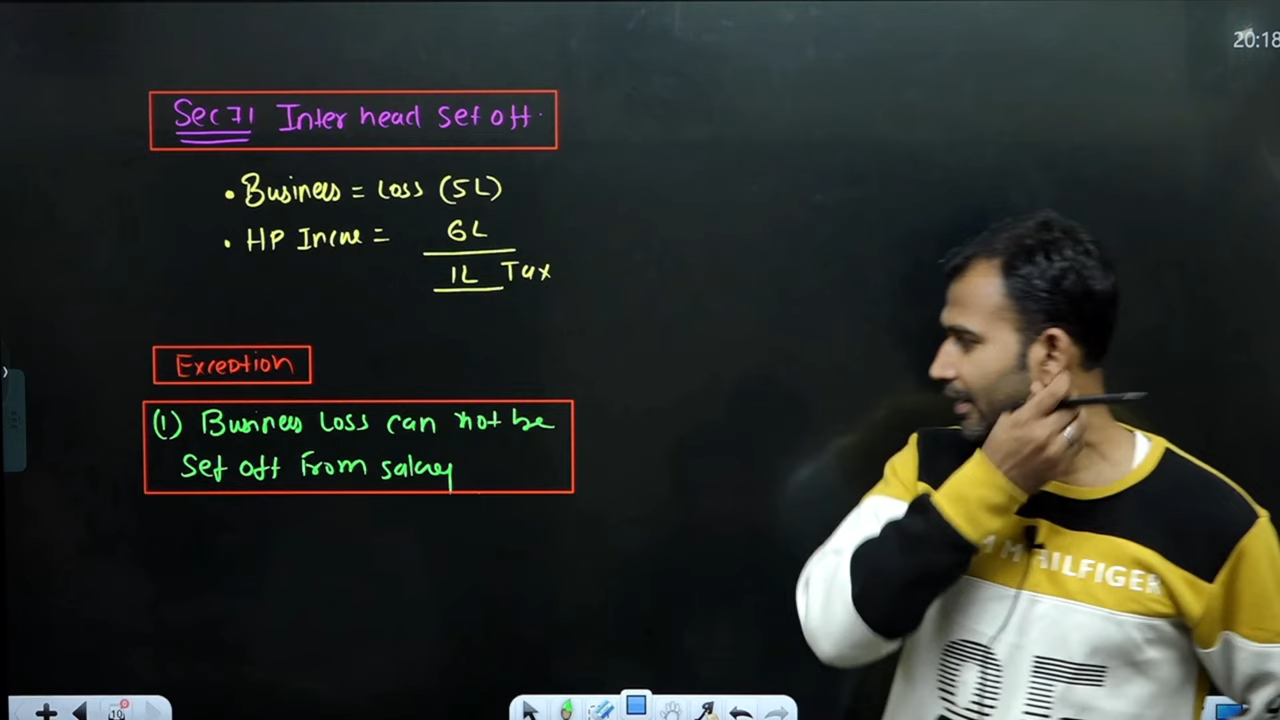 20:18
Sec 71 Inter head Set off
• Business = Loss (5L)
• HP Incme = 6L
1L Tax
Exception
(1) Business Loss can not be
Set off From salary
HILFIGER